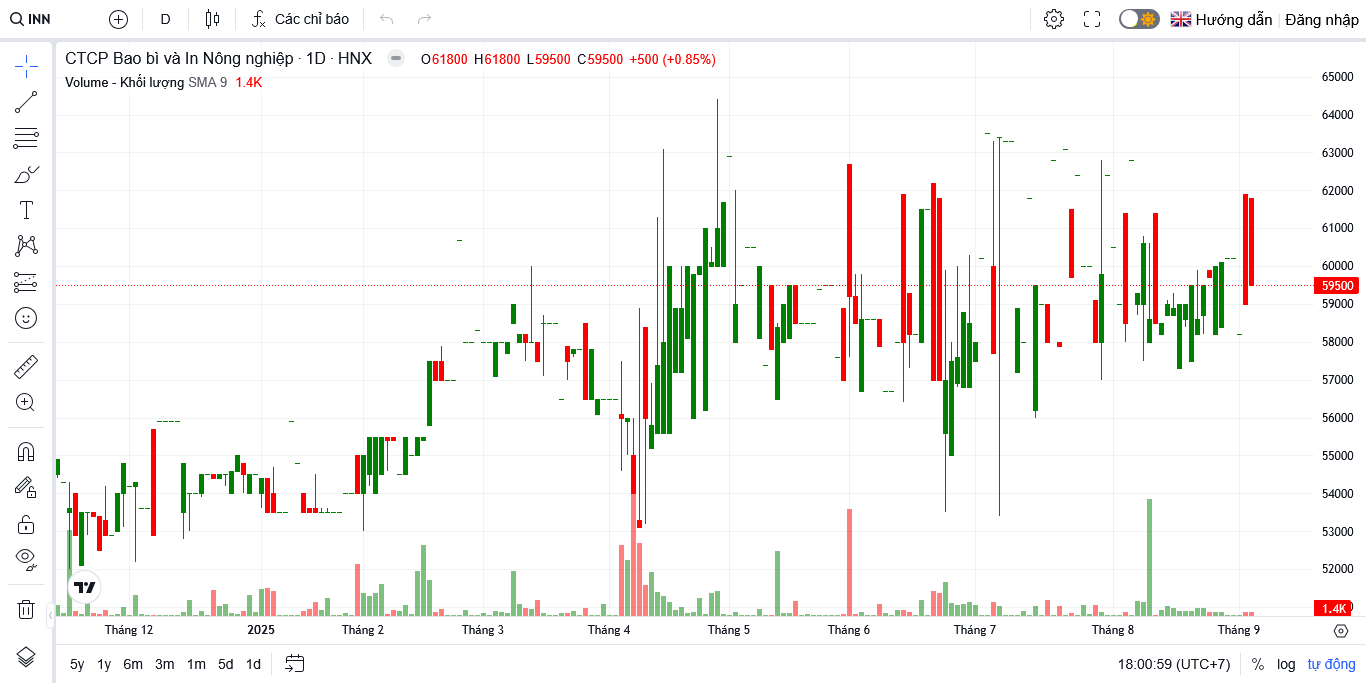 INN D Các chỉ báo Hướng dẫn Đăng nhập
CTCP Bao bì và In Nông nghiệp · 1D · HNX O61800 H61800 L59500 C59500 +500 (+0.85%)
Volume - Khối lượng SMA 9 1.4K
65000
64000
63000
62000
61000
60000
59500
59000
58000
57000
56000
55000
54000
53000
52000
1.4K
Tháng 12 2025 Tháng 2 Tháng 3 Tháng 4 Tháng 5 Tháng 6 Tháng 7 Tháng 8 Tháng 9
5y 1y 6m 3m 1m 5d 1d 18:00:59 (UTC+7) % log tự động